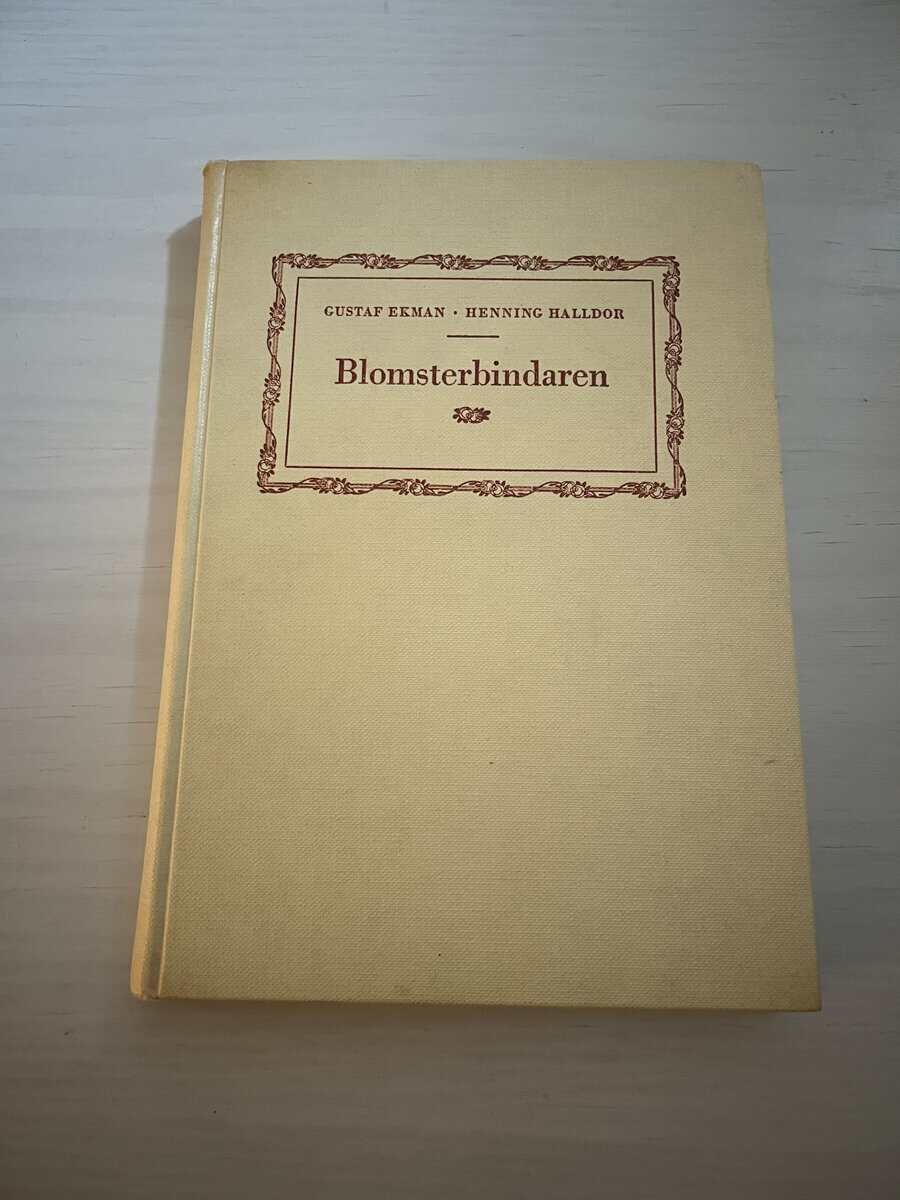 GUSTAF EKMAN · HENNING HALLDOR
Blomsterbindaren